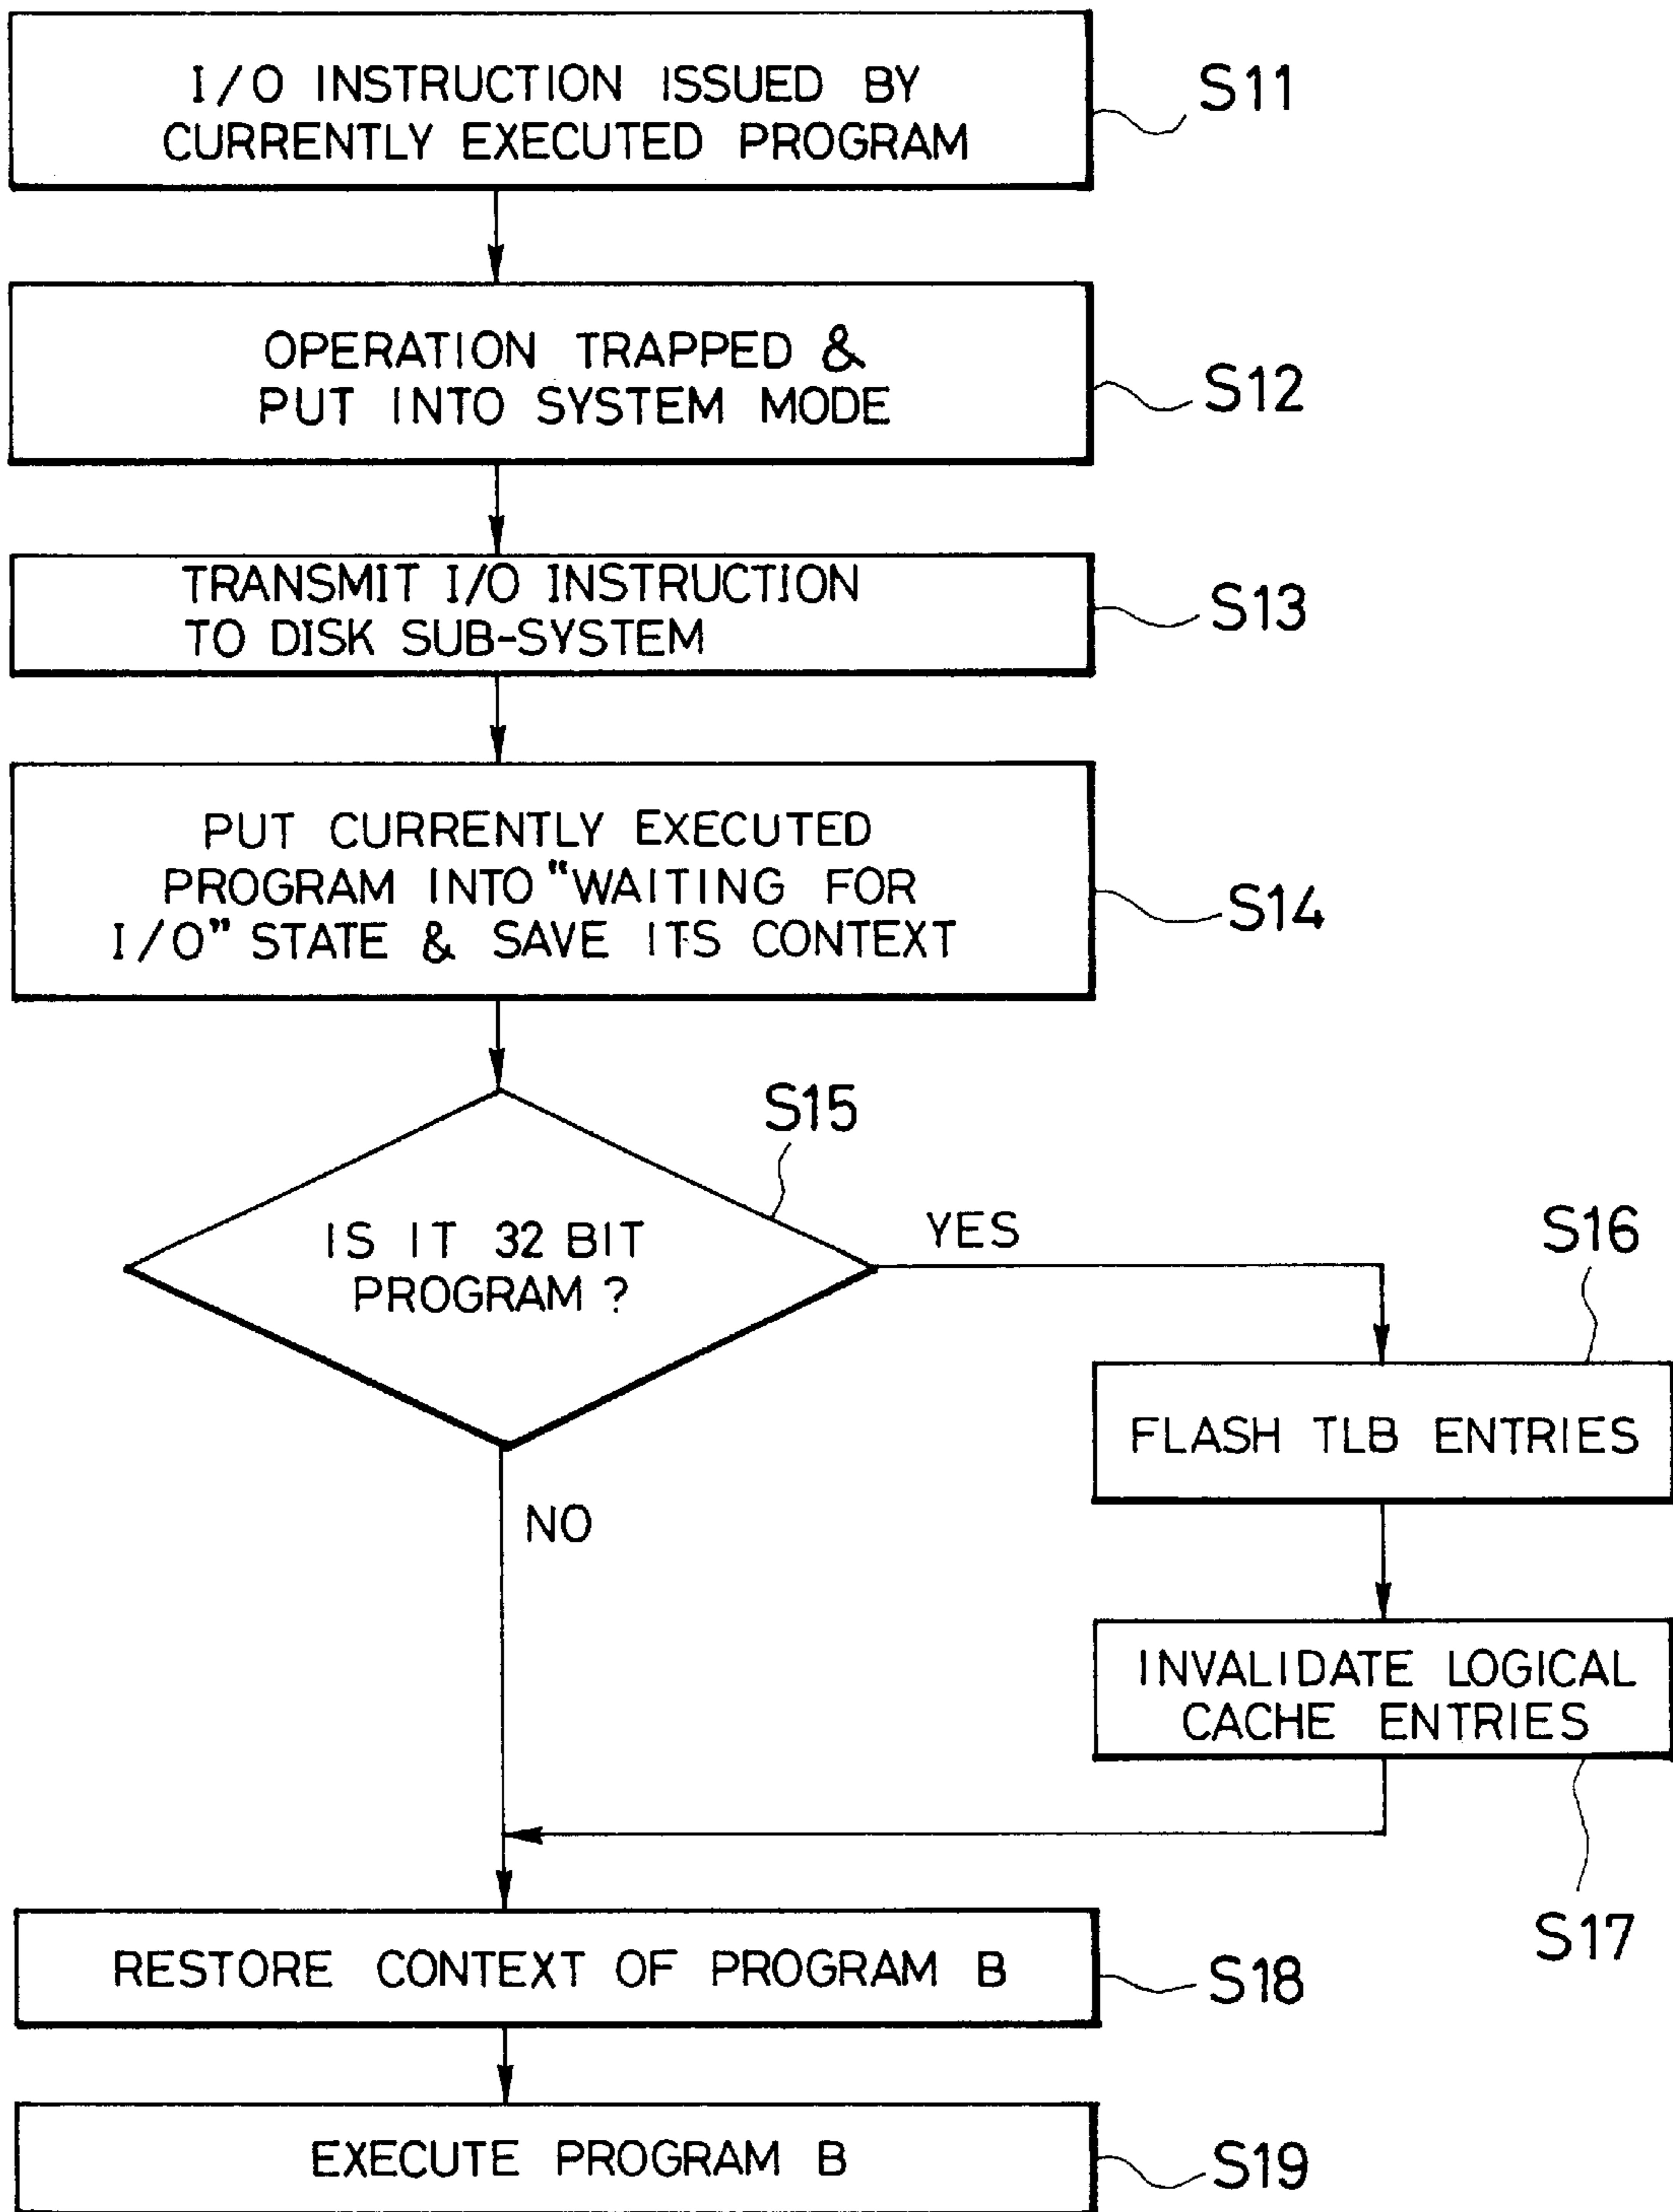 I/O INSTRUCTION ISSUED BY
CURRENTLY EXECUTED PROGRAM
S11
OPERATION TRAPPED &
PUT INTO SYSTEM MODE
S12
TRANSMIT I/O INSTRUCTION
TO DISK SUB-SYSTEM
S13
PUT CURRENTLY EXECUTED
PROGRAM INTO "WAITING FOR
I/O" STATE & SAVE ITS CONTEXT
S14
S15
IS IT 32 BIT
PROGRAM ?
YES
S16
FLASH TLB ENTRIES
NO
INVALIDATE LOGICAL
CACHE ENTRIES
S17
RESTORE CONTEXT OF PROGRAM B
S18
EXECUTE PROGRAM B
S19